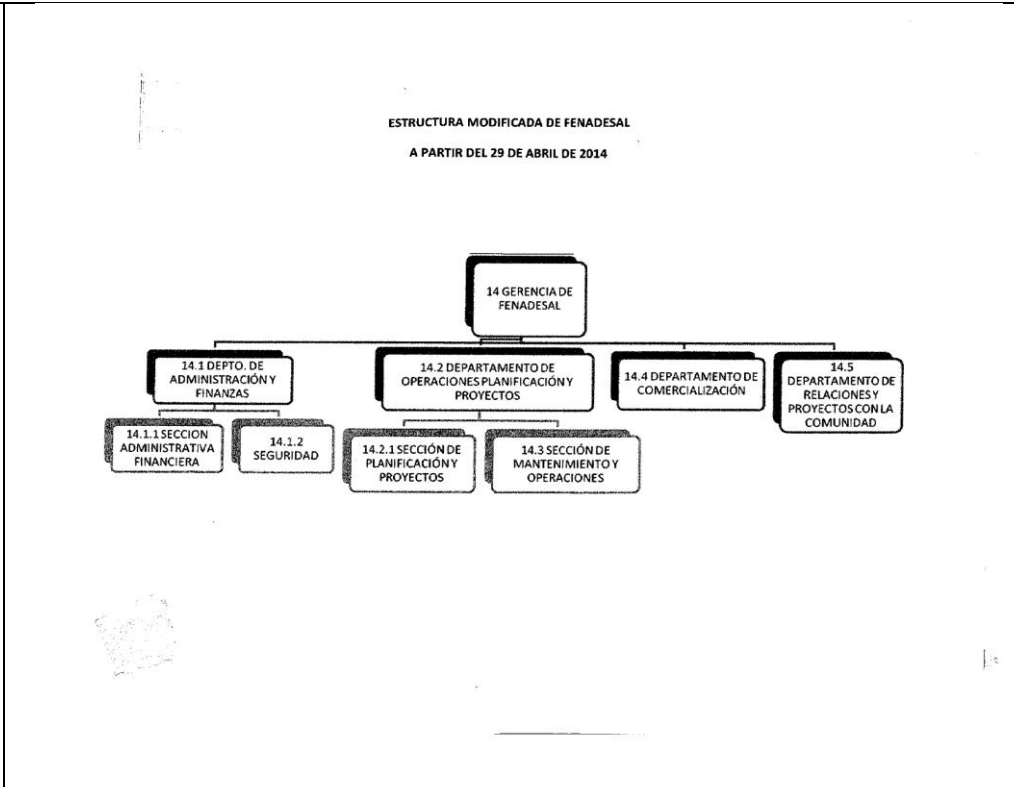 ESTRUCTURA MODIFICADA DE FENADESAL
A PARTIR DEL 29 DE ABRIL DE 2014
14 GERENCIA DE
FENADESAL
14.1 DEPTO. DE
ADMINISTRACIÓN Y
FINANZAS
14.2 DEPARTAMENTO DE
OPERACIONES PLANIFICACIÓN Y
PROYECTOS
14.4 DEPARTAMENTO DE
COMERCIALIZACIÓN
14.5
DEPARTAMENTO DE
RELACIONES Y
PROYECTOS CON LA
COMUNIDAD
14.1.1 SECCION
ADMINISTRATIVA
FINANCIERA
14.1.2
SEGURIDAD
14.2.1 SECCIÓN DE
PLANIFICACIÓN Y
PROYECTOS
14.3 SECCIÓN DE
MANTENIMIENTO Y
OPERACIONES